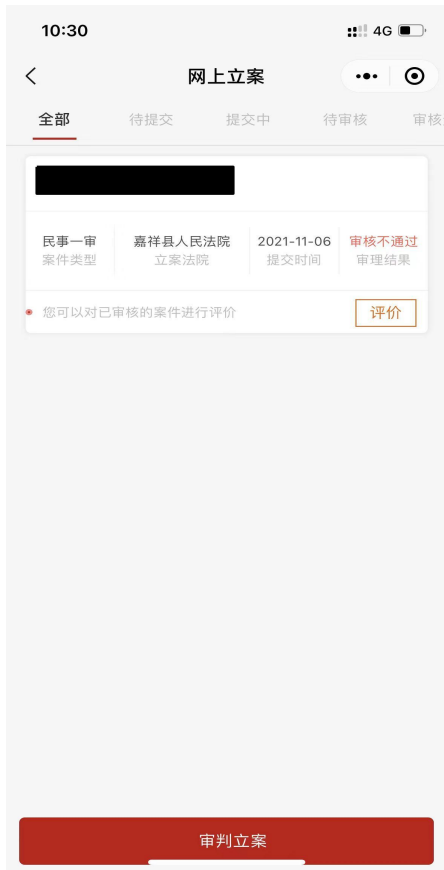 10:30
4G
网上立案
全部 待提交 提交中 待审核 审核
民事一审 嘉祥县人民法院 2021-11-06 审核不通过
案件类型 立案法院 提交时间 审理结果
您可以对已审核的案件进行评价 评价
审判立案